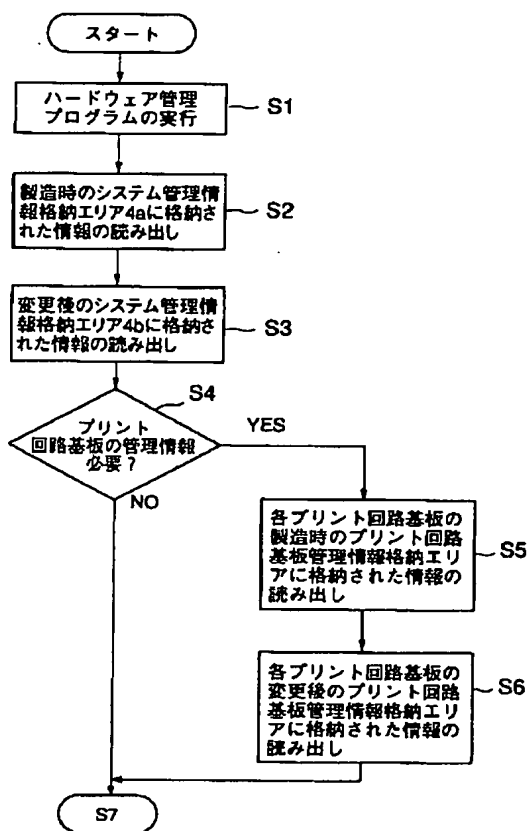 スタート
ハードウェア管理
プログラムの実行
S1
製造時のシステム管理情
報格納エリア4aに格納さ
れた情報の読み出し
S2
変更後のシステム管理情
報格納エリア4bに格納さ
れた情報の読み出し
S3
S4
プリント
回路基板の管理情報
必要?
YES
NO
各プリント回路基板の
製造時のプリント回路
基板管理情報格納エリ
アに格納された情報の
読み出し
S5
各プリント回路基板の
変更後のプリント回路
基板管理情報格納エリ
アに格納された情報の
の読み出し
S6
S7